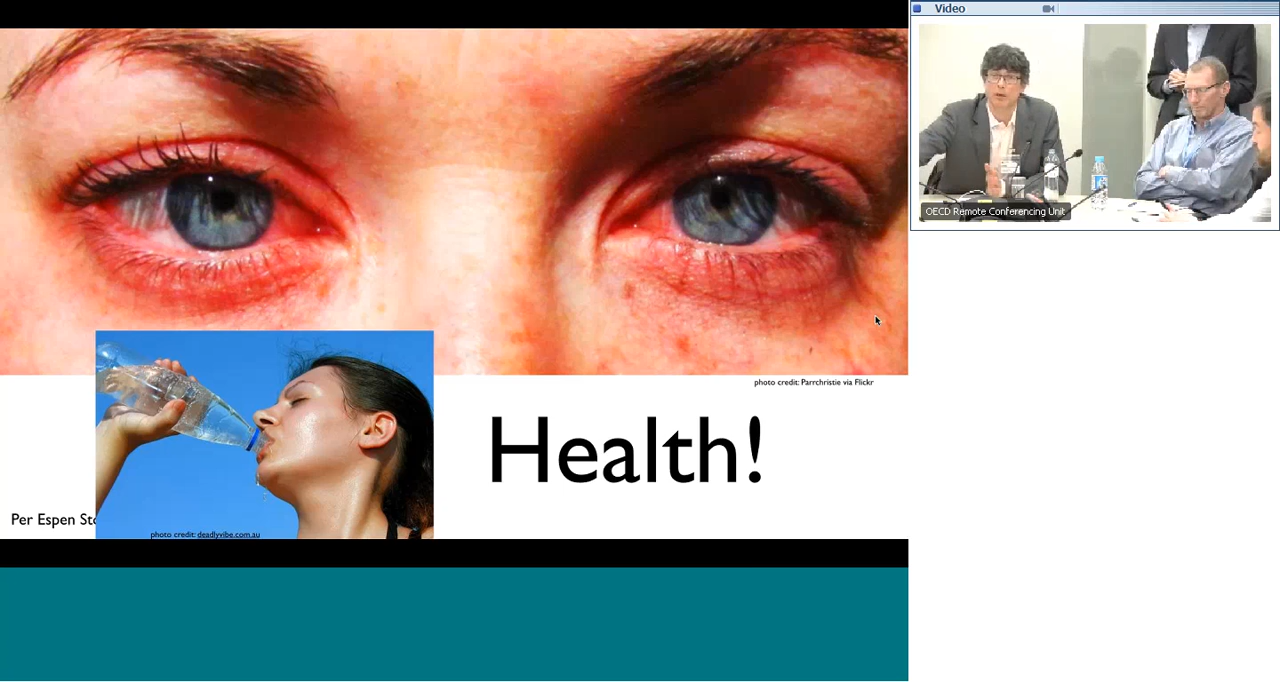 Video
OECD Remote Conferencing Unit
photo credit: Parrchristie via Flickr
Health!
Per Espen
photo credit: deadlyvibe.com.au